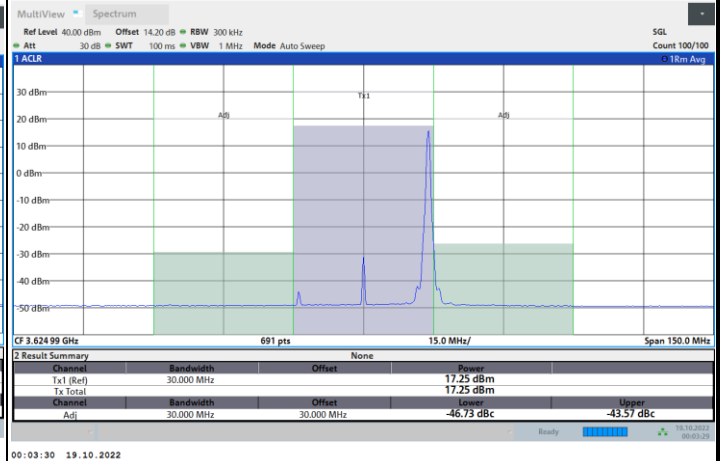 MultiView Spectrum
Ref Level 40.00 dBm Offset 14.20 dB RBW 300 kHz SGL
Att 30 dB SWT 100 ms VBW 1 MHz Mode Auto Sweep Count 100/100
1 ACLR 1Rm Avg
Tx1
30 dBm
Adj Adj
20 dBm
10 dBm
0 dBm
-10 dBm
-20 dBm
-30 dBm
-40 dBm
-50 dBm
CF 3.624 99 GHz 691 pts 15.0 MHz/ Span 150.0 MHz
2 Result Summary None
Channel Bandwidth Offset Power
Tx1 (Ref) 30.000 MHz 17.25 dBm
Tx Total 17.25 dBm
Channel Bandwidth Offset Lower Upper
Adj 30.000 MHz 30.000 MHz -46.73 dBc -43.57 dBc
Ready 19.10.2022
00:03:29
00:03:30 19.10.2022